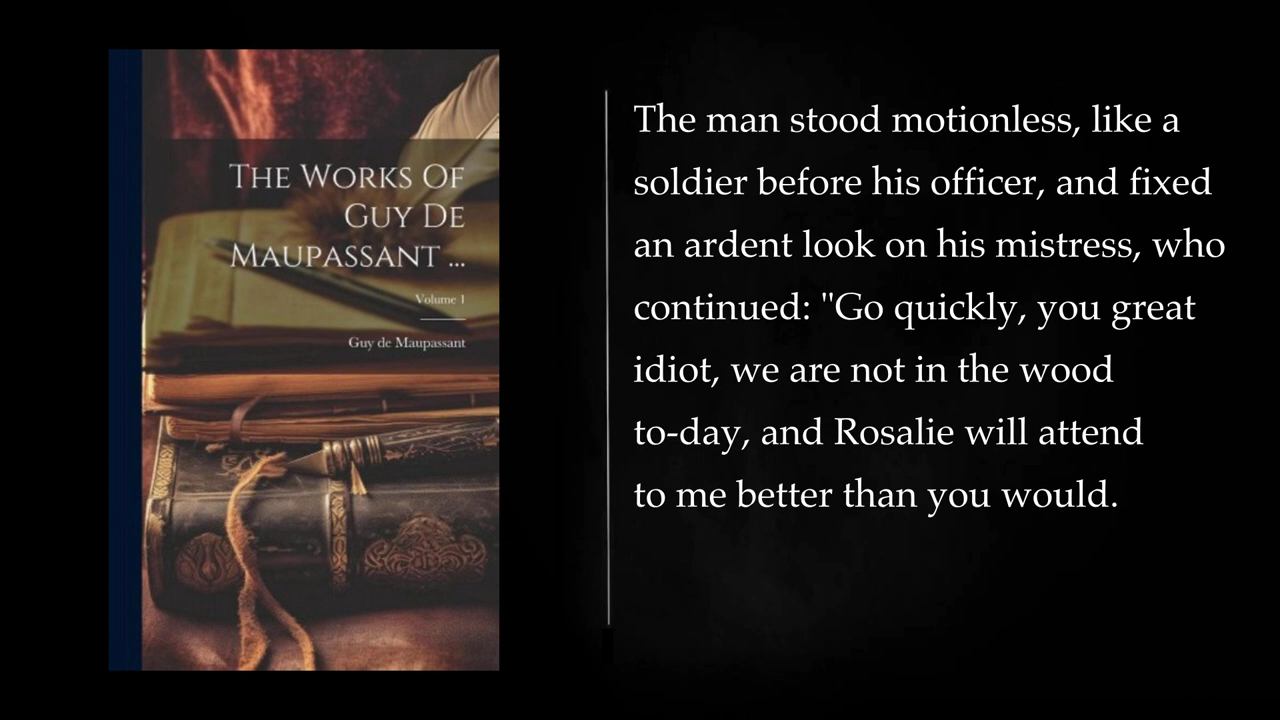 The Works Of
Guy De
Maupassant ...
Volume 1
Guy de Maupassant
The man stood motionless, like a
soldier before his officer, and fixed
an ardent look on his mistress, who
continued: "Go quickly, you great
idiot, we are not in the wood
to-day, and Rosalie will attend
to me better than you would.